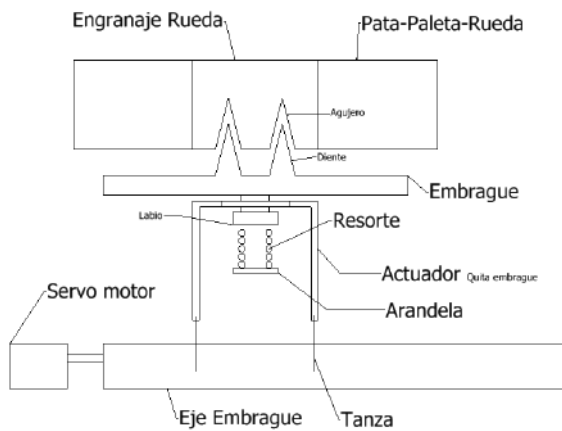 Engranaje Rueda
Pata-Paleta-Rueda
Agujero
Diente
Embrague
Labio
Resorte
Actuador Quita embrague
Servo motor
Arandela
Eje Embrague
Tanza